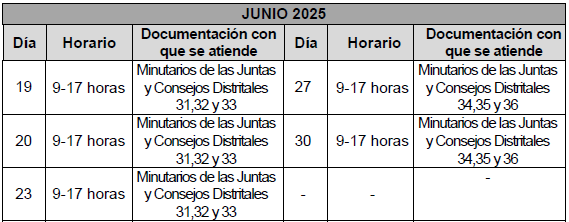 JUNIO 2025
Día Horario Documentación con que se atiende Día Horario Documentación con que se atiende
19 9-17 horas Minutarios de las Juntas y Consejos Distritales 31,32 y 33 27 9-17 horas Minutarios de las Juntas y Consejos Distritales 34,35 y 36
20 9-17 horas Minutarios de las Juntas y Consejos Distritales 31,32 y 33 30 9-17 horas Minutarios de las Juntas y Consejos Distritales 34,35 y 36
23 9-17 horas Minutarios de las Juntas y Consejos Distritales 31,32 y 33 - - -